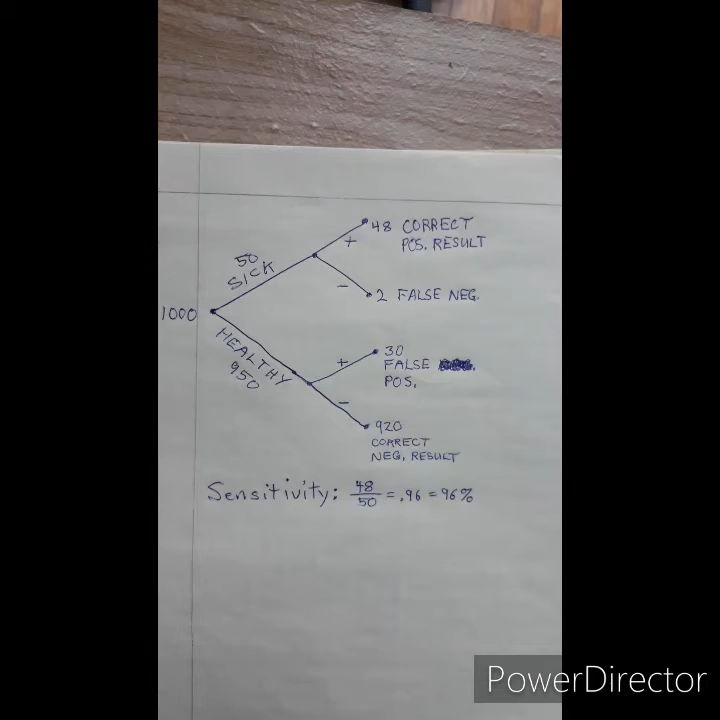 48 CORRECT
POS. RESULT
+
50
SICK
-
2 FALSE NEG.
1000
HEALTHY
950
+
30
FALSE
POS.
-
920
CORRECT
NEG. RESULT
Sensitivity: 48/50 = .96 = 96%
PowerDirector